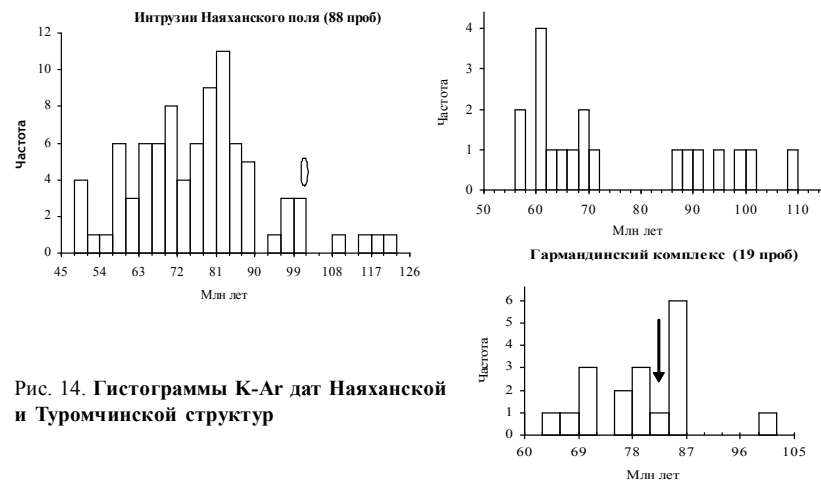 Интрузии Наяханского поля (88 проб)
Частота
12
10
8
6
4
2
0
45 54 63 72 81 90 99 108 117 126
Млн лет
Частота
4
3
2
1
0
50 60 70 80 90 100 110
Млн лет
Гармандинский комплекс (19 проб)
Частота
6
5
4
3
2
1
0
60 69 78 87 96 105
Млн лет
Рис. 14. Гистограммы K-Ar дат Наяханской
и Туромчинской структур